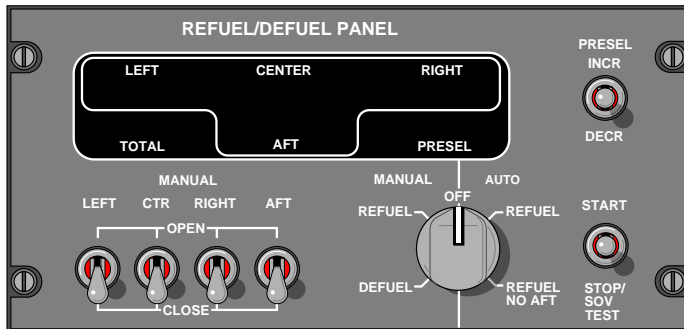 REFUEL/DEFUEL PANEL
LEFT CENTER RIGHT
TOTAL AFT PRESEL
PRESEL
INCR
DECR
MANUAL
LEFT CTR RIGHT AFT
OPEN
CLOSE
MANUAL OFF AUTO
REFUEL REFUEL
DEFUEL REFUEL
NO AFT
START
STOP/
SOV
TEST